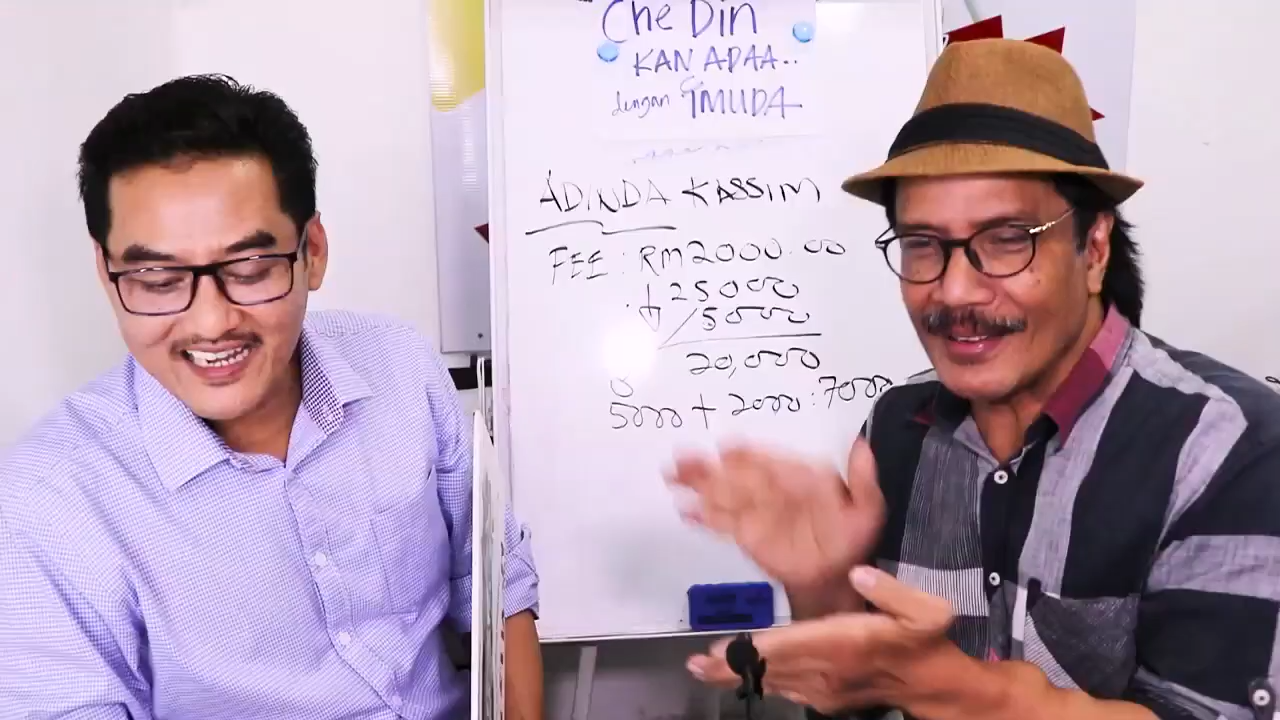 "Che Din
KAN ADAA..
dengan IMUDA
ADINDA KASSIM
FEE : RM2000.00
↓ 25000
/5000
20,000
5000 + 2000 : 7000